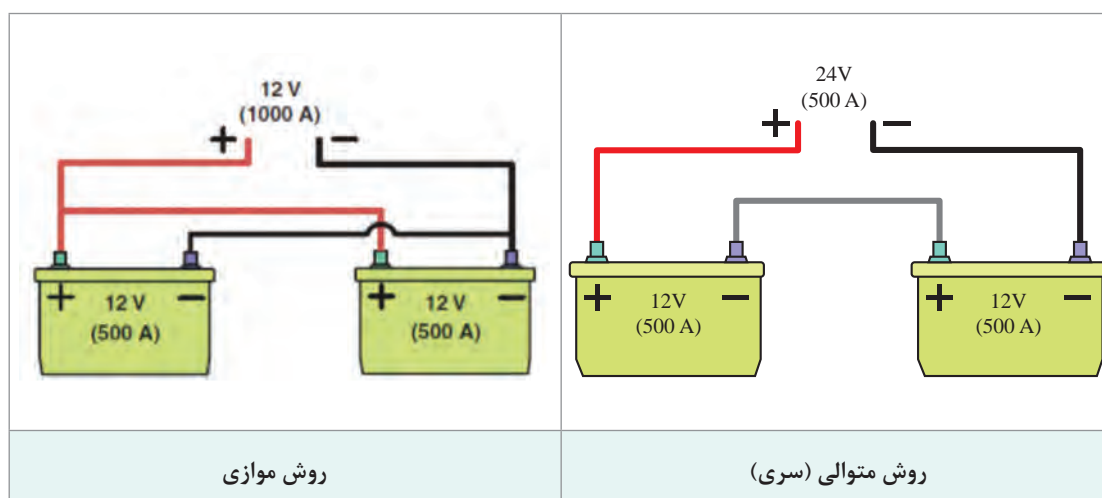 24V
(500 A)
+ −
+ −
12V
(500 A)
+ −
12V
(500 A)
روش متوالی (سری)
12 V
(1000 A)
+ −
+ −
12 V
(500 A)
+ −
12 V
(500 A)
روش موازی